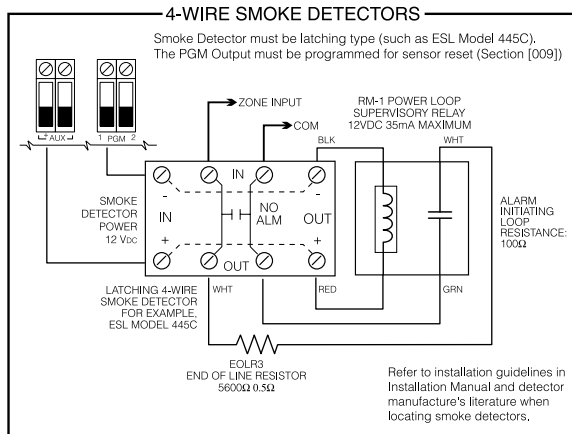 4-WIRE SMOKE DETECTORS
Smoke Detector must be latching type (such as ESL Model 445C).
The PGM Output must be programmed for sensor reset (Section [009])
+ AUX -
1 PGM 2
ZONE INPUT
COM
RM-1 POWER LOOP
SUPERVISORY RELAY
12VDC 35mA MAXIMUM
BLK
WHT
SMOKE
DETECTOR
POWER
12 VDC
IN
-
-
IN
NO
ALM
OUT
+
+
OUT
ALARM
INITIATING
LOOP
RESISTANCE:
100Ω
LATCHING 4-WIRE
SMOKE DETECTOR
FOR EXAMPLE,
ESL MODEL 445C
WHT
RED
GRN
EOLR3
END OF LINE RESISTOR
5600Ω 0.5Ω
Refer to installation guidelines in
Installation Manual and detector
manufacture's literature when
locating smoke detectors.